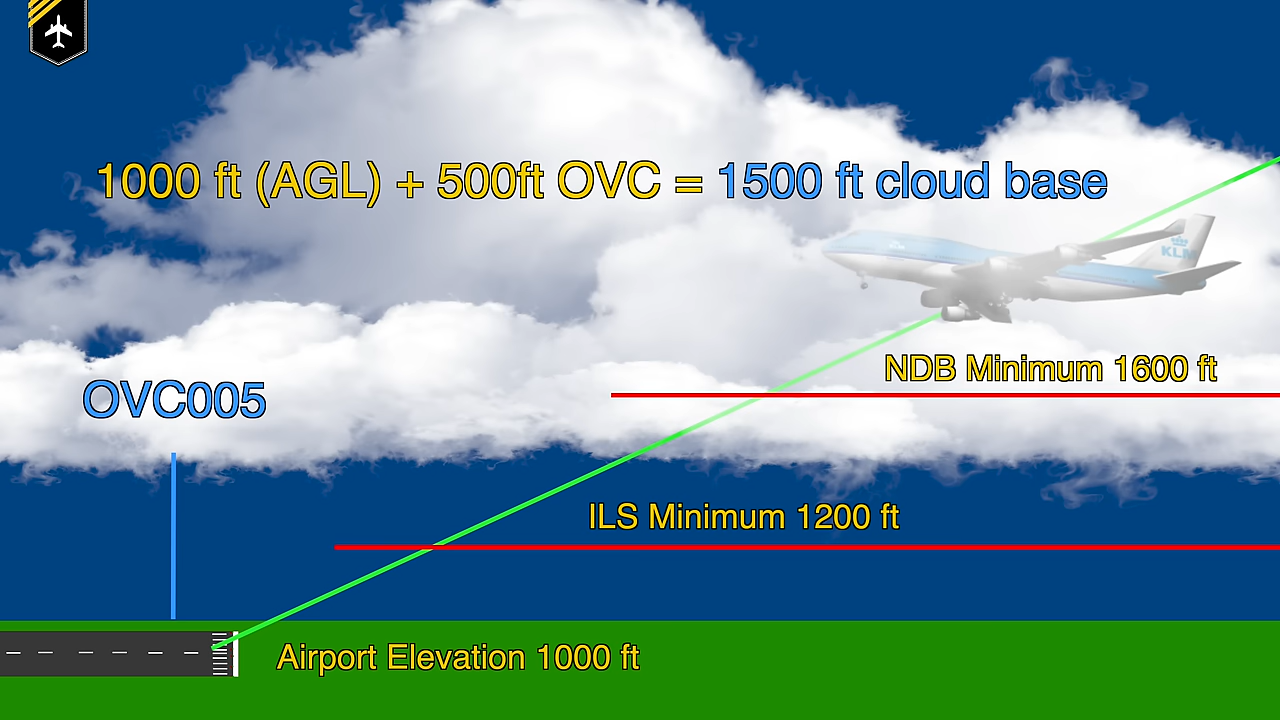 1000 ft (AGL) + 500ft OVC = 1500 ft cloud base
KLM
NDB Minimum 1600 ft
OVC005
ILS Minimum 1200 ft
Airport Elevation 1000 ft